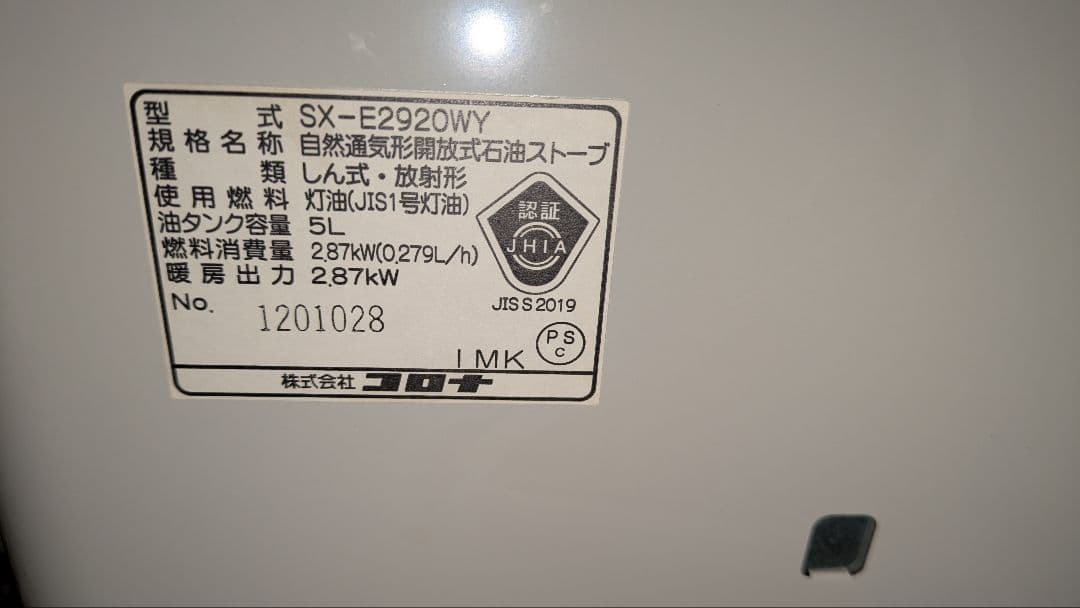 型式 SX-E2920WY
規格名称 自然通気形開放式石油ストーブ
種類 しん式・放射形
使用燃料 灯油(JIS1号灯油)
油タンク容量 5L
燃料消費量 2.87kW(0.279L/h)
暖房出力 2.87kW
認証
JHIA
JIS S 2019
No. 1201028
IMK
PS
C
株式会社 コロナ